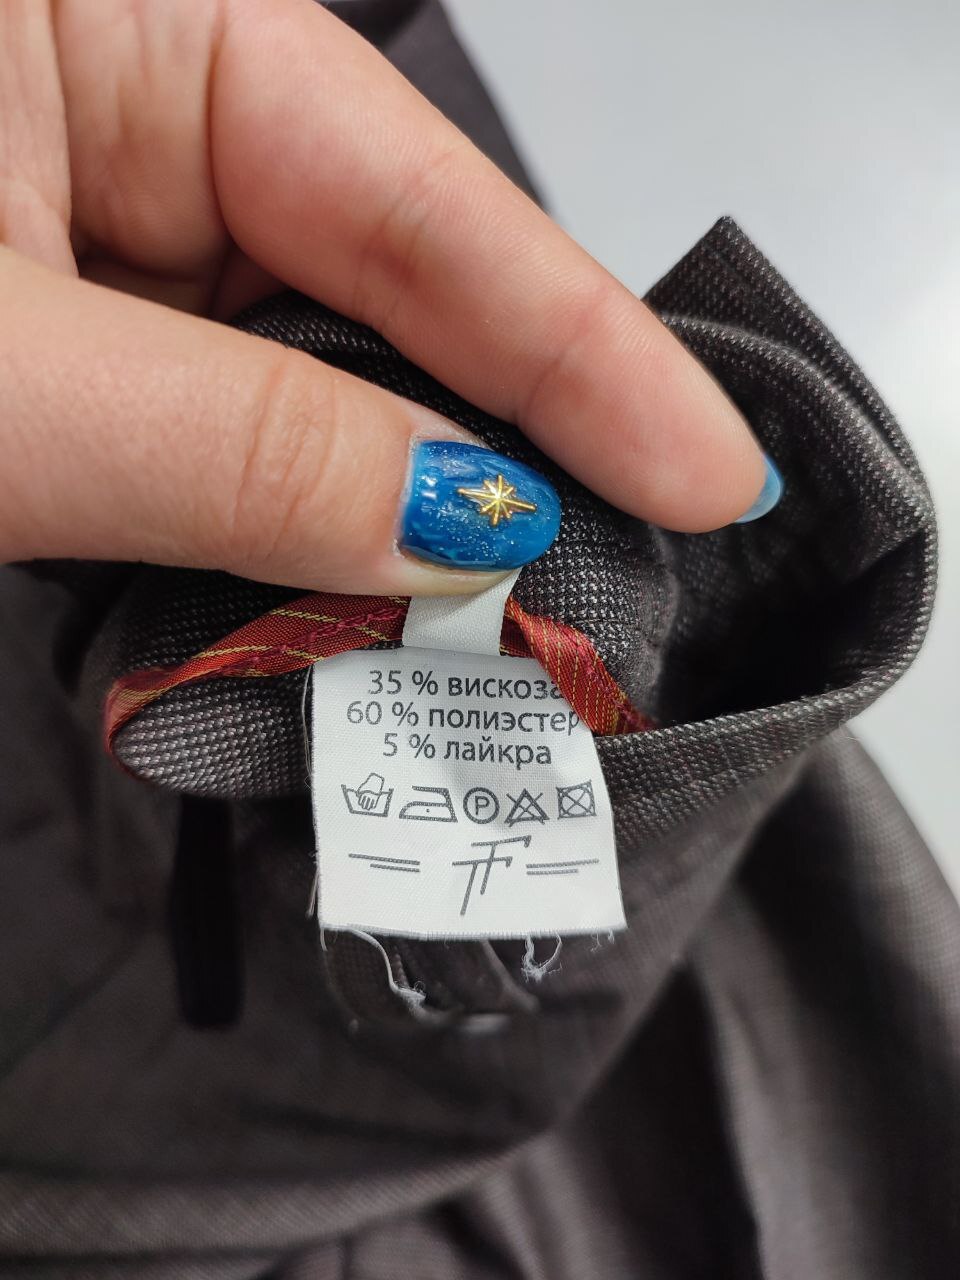 35 % вискоза
60 % полиэстер
5 % лайкра
P